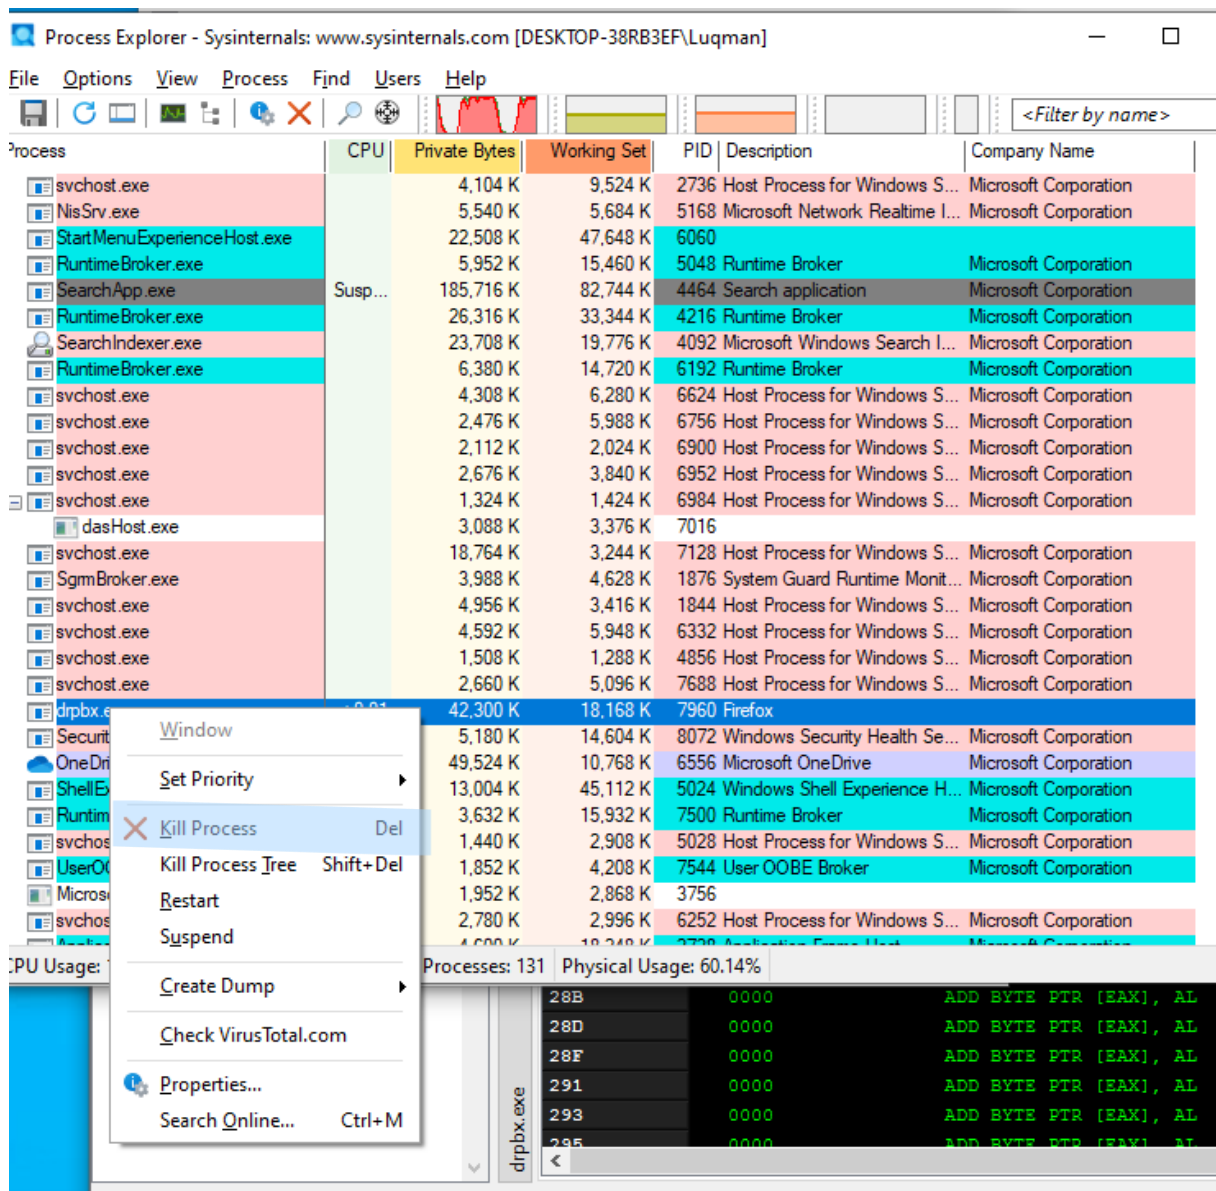 Process Explorer - Sysinternals: www.sysinternals.com [DESKTOP-38RB3EF\Luqman]
File Options View Process Find Users Help
<Filter by name>
Process CPU Private Bytes Working Set PID Description Company Name
svchost.exe 4,104 K 9,524 K 2736 Host Process for Windows S... Microsoft Corporation
NisSrv.exe 5,540 K 5,684 K 5168 Microsoft Network Realtime I... Microsoft Corporation
StartMenuExperienceHost.exe 22,508 K 47,648 K 6060
RuntimeBroker.exe 5,952 K 15,460 K 5048 Runtime Broker Microsoft Corporation
SearchApp.exe Susp... 185,716 K 82,744 K 4464 Search application Microsoft Corporation
RuntimeBroker.exe 26,316 K 33,344 K 4216 Runtime Broker Microsoft Corporation
SearchIndexer.exe 23,708 K 19,776 K 4092 Microsoft Windows Search I... Microsoft Corporation
RuntimeBroker.exe 6,380 K 14,720 K 6192 Runtime Broker Microsoft Corporation
svchost.exe 4,308 K 6,280 K 6624 Host Process for Windows S... Microsoft Corporation
svchost.exe 2,476 K 5,988 K 6756 Host Process for Windows S... Microsoft Corporation
svchost.exe 2,112 K 2,024 K 6900 Host Process for Windows S... Microsoft Corporation
svchost.exe 2,676 K 3,840 K 6952 Host Process for Windows S... Microsoft Corporation
svchost.exe 1,324 K 1,424 K 6984 Host Process for Windows S... Microsoft Corporation
dasHost.exe 3,088 K 3,376 K 7016
svchost.exe 18,764 K 3,244 K 7128 Host Process for Windows S... Microsoft Corporation
SgrmBroker.exe 3,988 K 4,628 K 1876 System Guard Runtime Monit... Microsoft Corporation
svchost.exe 4,956 K 3,416 K 1844 Host Process for Windows S... Microsoft Corporation
svchost.exe 4,592 K 5,948 K 6332 Host Process for Windows S... Microsoft Corporation
svchost.exe 1,508 K 1,288 K 4856 Host Process for Windows S... Microsoft Corporation
svchost.exe 2,660 K 5,096 K 7688 Host Process for Windows S... Microsoft Corporation
drpbx.e 42,300 K 18,168 K 7960 Firefox
Securit 5,180 K 14,604 K 8072 Windows Security Health Se... Microsoft Corporation
OneDri 49,524 K 10,768 K 6556 Microsoft OneDrive Microsoft Corporation
ShellEx 13,004 K 45,112 K 5024 Windows Shell Experience H... Microsoft Corporation
Runtim 3,632 K 15,932 K 7500 Runtime Broker Microsoft Corporation
svchos 1,440 K 2,908 K 5028 Host Process for Windows S... Microsoft Corporation
UserOO 1,852 K 4,208 K 7544 User OOBE Broker Microsoft Corporation
Micros 1,952 K 2,868 K 3756
svchos 2,780 K 2,996 K 6252 Host Process for Windows S... Microsoft Corporation
Window
Set Priority
Kill Process Del
Kill Process Tree Shift+Del
Restart
Suspend
Create Dump
Check VirusTotal.com
Properties...
Search Online... Ctrl+M
CPU Usage: Processes: 131 Physical Usage: 60.14%
drpbx.exe
28B 0000 ADD BYTE PTR [EAX], AL
28D 0000 ADD BYTE PTR [EAX], AL
28F 0000 ADD BYTE PTR [EAX], AL
291 0000 ADD BYTE PTR [EAX], AL
293 0000 ADD BYTE PTR [EAX], AL
295 0000 ADD BYTE PTR [EAX], AL